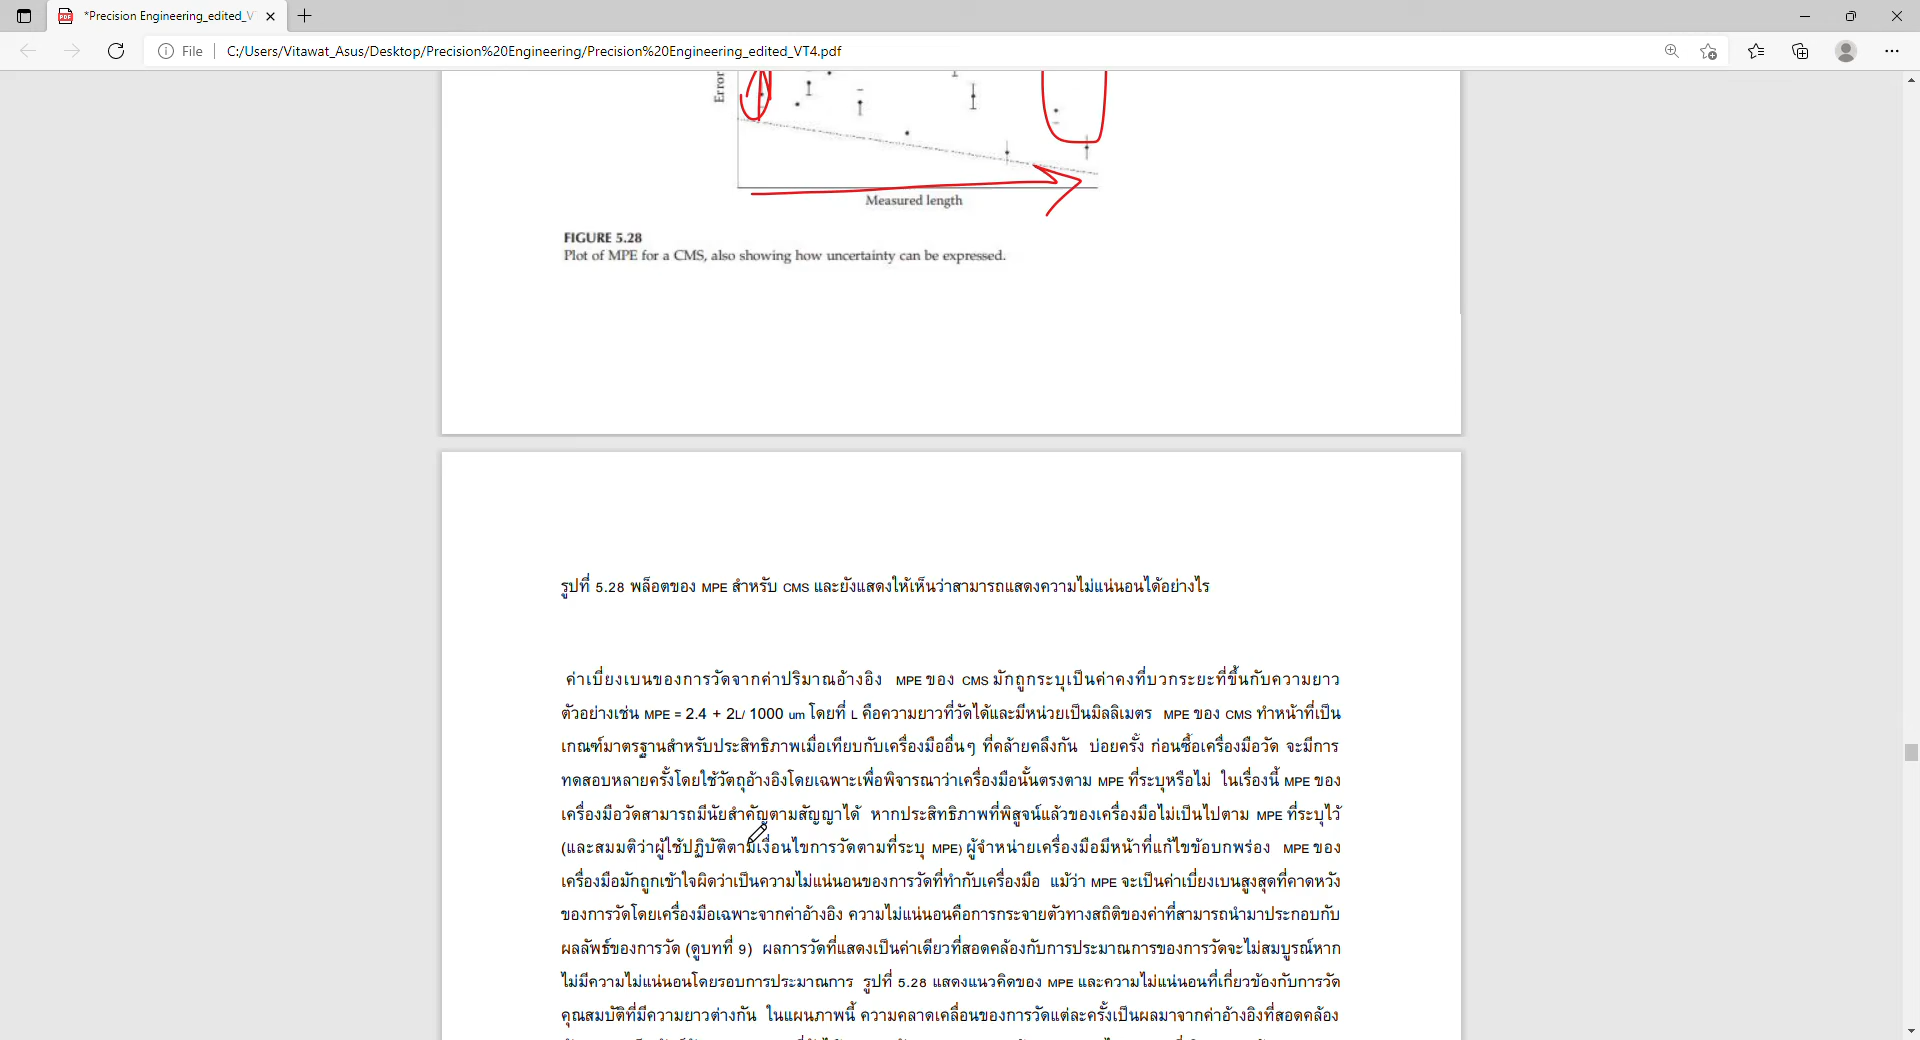 *Precision Engineering_edited_V
File
C:/Users/Vitawat_Asus/Desktop/Precision%20Engineering/Precision%20Engineering_edited_VT4.pdf
Error
Measured length
FIGURE 5.28
Plot of MPE for a CMS, also showing how uncertainty can be expressed.
รูปที่ 5.28 พล็อตของ MPE สำหรับ CMS และยังแสดงให้เห็นว่าสามารถแสดงความไม่แน่นอนได้อย่างไร
ค่าเบี่ยงเบนของการวัดจากค่าปริมาณอ้างอิง MPE ของ CMS มักถูกระบุเป็นค่าคงที่บวกระยะที่ขึ้นกับความยาว
ตัวอย่างเช่น MPE = 2.4 + 2L/ 1000 um โดยที่ L คือความยาวที่วัดได้และมีหน่วยเป็นมิลลิเมตร MPE ของ CMS ทำหน้าที่เป็น
เกณฑ์มาตรฐานสำหรับประสิทธิภาพเมื่อเทียบกับเครื่องมืออื่นๆ ที่คล้ายคลึงกัน บ่อยครั้ง ก่อนซื้อเครื่องมือวัด จะมีการ
ทดสอบหลายครั้งโดยใช้วัตถุอ้างอิงโดยเฉพาะเพื่อพิจารณาว่าเครื่องมือนั้นตรงตาม MPE ที่ระบุหรือไม่ ในเรื่องนี้ MPE ของ
เครื่องมือวัดสามารถมีนัยสำคัญตามสัญญาได้ หากประสิทธิภาพที่พิสูจน์แล้วของเครื่องมือไม่เป็นไปตาม MPE ที่ระบุไว้
(และสมมติว่าผู้ใช้ปฏิบัติตามเงื่อนไขการวัดตามที่ระบุ MPE) ผู้จำหน่ายเครื่องมือมีหน้าที่แก้ไขข้อบกพร่อง MPE ของ
เครื่องมือมักถูกเข้าใจผิดว่าเป็นความไม่แน่นอนของการวัดที่ทำกับเครื่องมือ แม้ว่า MPE จะเป็นค่าเบี่ยงเบนสูงสุดที่คาดหวัง
ของการวัดโดยเครื่องมือเฉพาะจากค่าอ้างอิง ความไม่แน่นอนคือการกระจายตัวทางสถิติของค่าที่สามารถนำมาประกอบกับ
ผลลัพธ์ของการวัด (ดูบทที่ 9) ผลการวัดที่แสดงเป็นค่าเดียวที่สอดคล้องกับการประมาณการของการวัดจะไม่สมบูรณ์หาก
ไม่มีความไม่แน่นอนโดยรอบการประมาณการ รูปที่ 5.28 แสดงแนวคิดของ MPE และความไม่แน่นอนที่เกี่ยวข้องกับการวัด
คุณสมบัติที่มีความยาวต่างกัน ในแผนภาพนี้ ความคลาดเคลื่อนของการวัดแต่ละครั้งเป็นผลมาจากค่าอ้างอิงที่สอดคล้อง